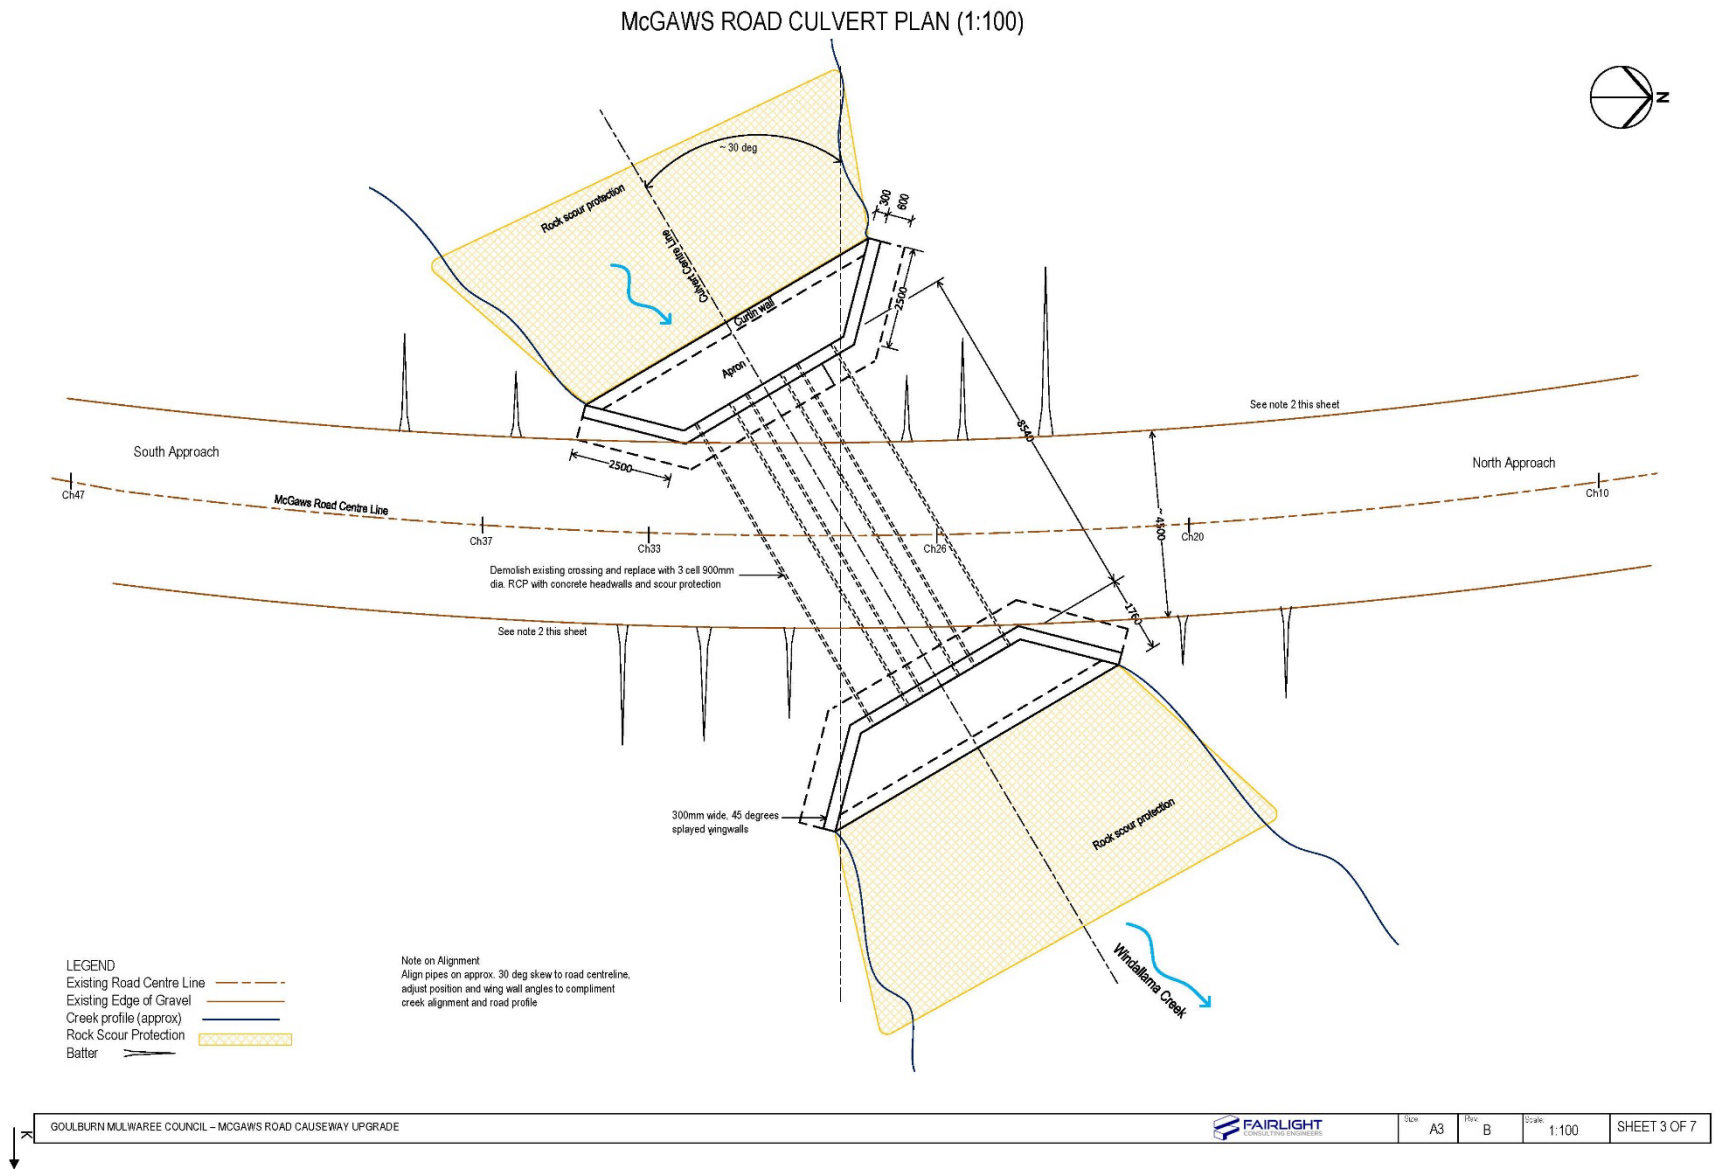 McGAWS ROAD CULVERT PLAN (1:100)
N
~ 30 deg
Rock scour protection
Culvert Centre Line
300
600
2500
Curtin wall
Apron
8540
See note 2 this sheet
South Approach
North Approach
2500
Ch47
McGaws Road Centre Line
Ch37
Ch33
Ch26
~4500
Ch20
Ch10
Demolish existing crossing and replace with 3 cell 900mm
dia. RCP with concrete headwalls and scour protection
1760
See note 2 this sheet
300mm wide, 45 degrees
splayed wingwalls
Rock scour protection
Windallama Creek
LEGEND
Existing Road Centre Line
Existing Edge of Gravel
Creek profile (approx)
Rock Scour Protection
Batter
Note on Alignment
Align pipes on approx. 30 deg skew to road centreline,
adjust position and wing wall angles to compliment
creek alignment and road profile
K
GOULBURN MULWAREE COUNCIL – MCGAWS ROAD CAUSEWAY UPGRADE
FAIRLIGHT
CONSULTING ENGINEERS
Size:
A3
Rev:
B
Scale:
1:100
SHEET 3 OF 7